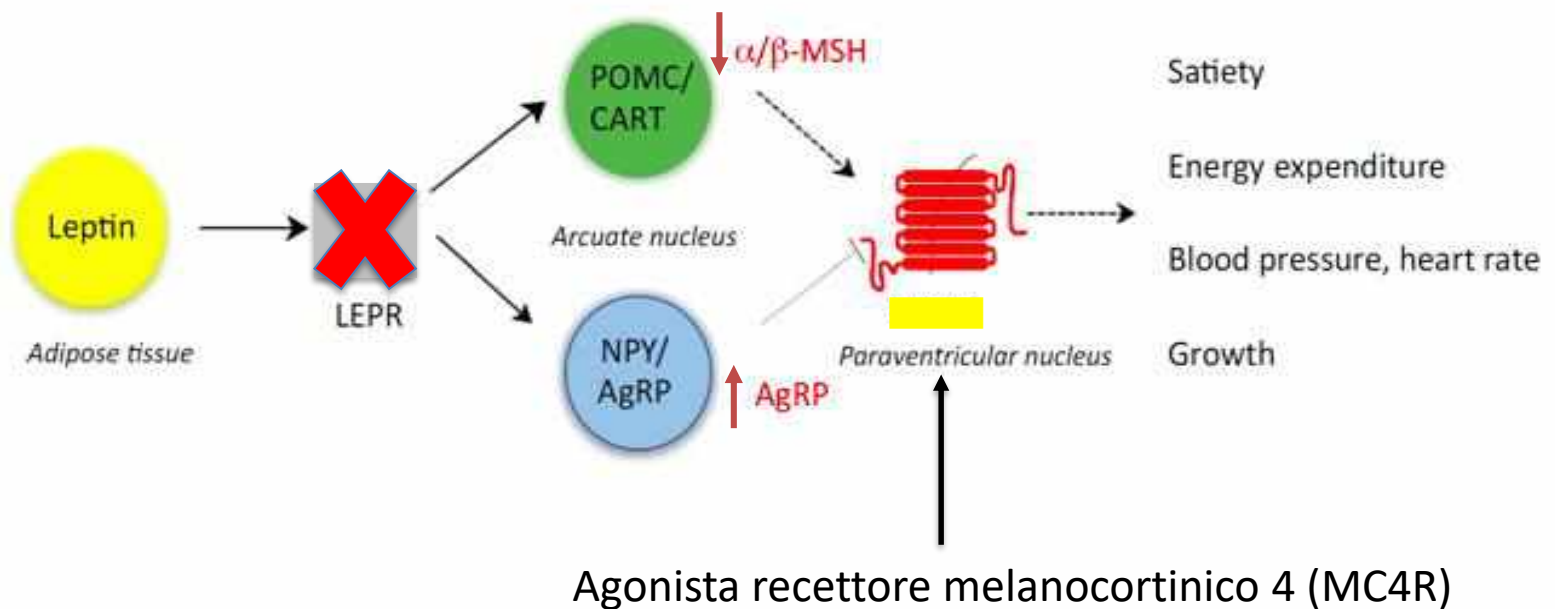 α/β-MSH
POMC/
CART
Satiety
Energy expenditure
Leptin
Arcuate nucleus
Blood pressure, heart rate
LEPR
Adipose tissue
NPY/
AgRP
AgRP
Paraventricular nucleus
Growth
Agonista recettore melanocortinico 4 (MC4R)